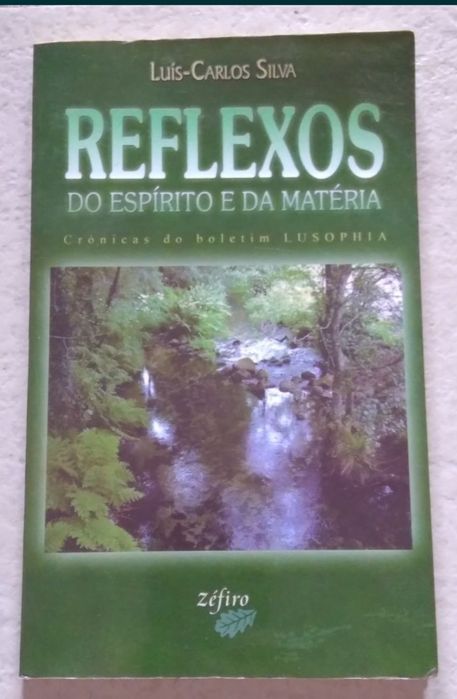 Luís-Carlos Silva
REFLEXOS
DO ESPÍRITO E DA MATÉRIA
Crónicas do boletim LUSOPHIA
zéfiro